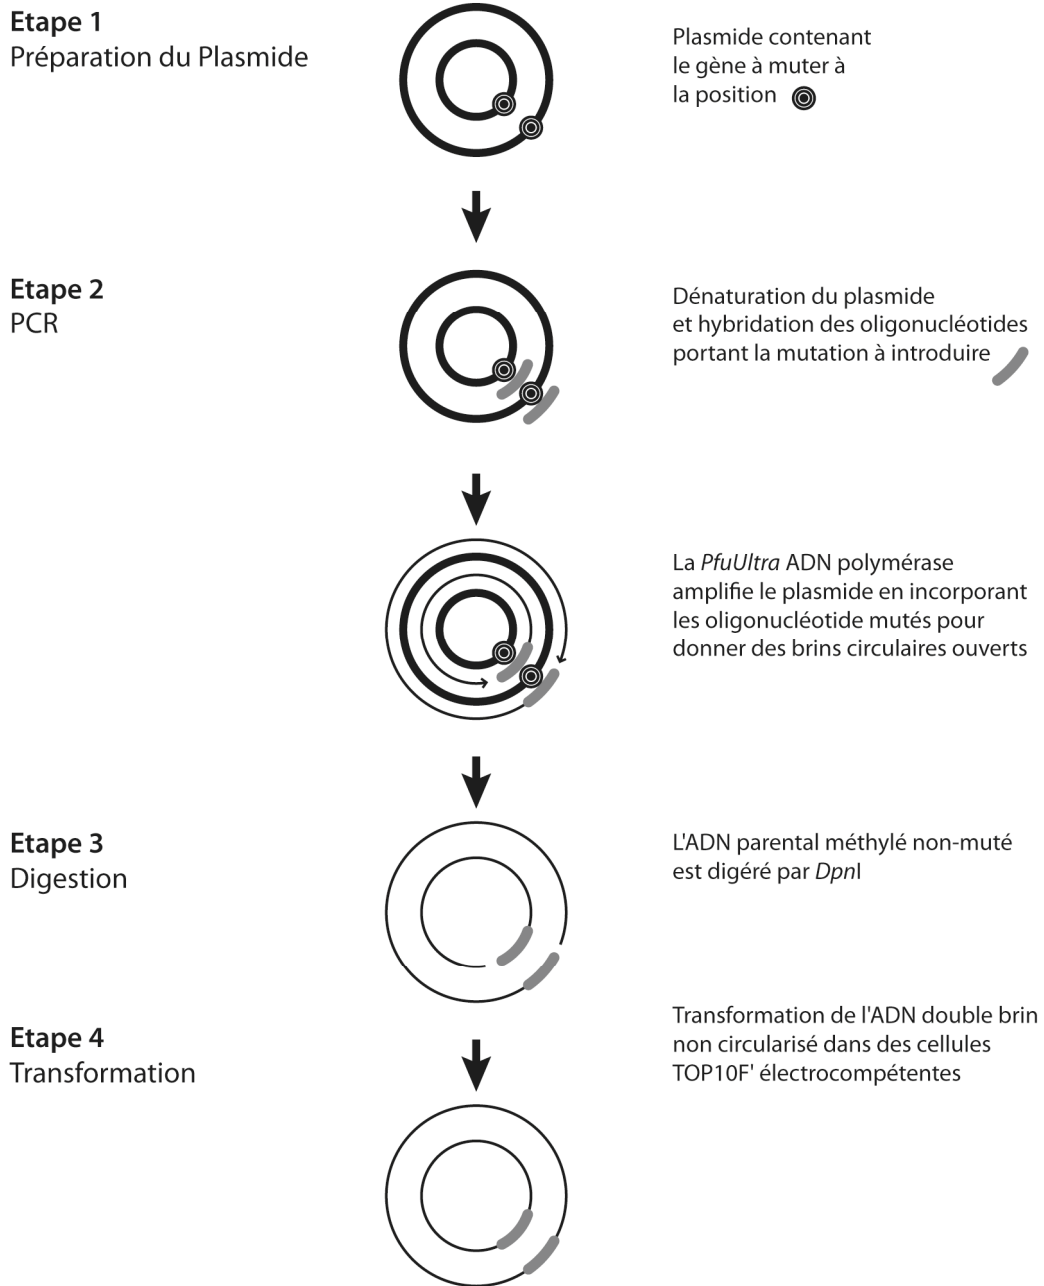 Etape 1
Préparation du Plasmide
Plasmide contenant
le gène à muter à
la position
Etape 2
PCR
Dénaturation du plasmide
et hybridation des oligonucléotides
portant la mutation à introduire
La PfuUltra ADN polymérase
amplifie le plasmide en incorporant
les oligonucléotide mutés pour
donner des brins circulaires ouverts
Etape 3
Digestion
L'ADN parental méthylé non-muté
est digéré par DpnI
Etape 4
Transformation
Transformation de l'ADN double brin
non circularisé dans des cellules
TOP10F' électrocompétentes